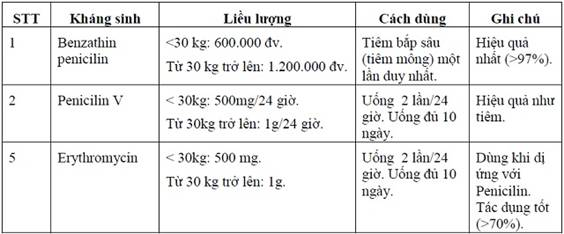 STT Kháng sinh Liều lượng Cách dùng Ghi chú
1 Benzathin penicilin <30 kg: 600.000 đv. Từ 30 kg trở lên: 1.200.000 đv. Tiêm bắp sâu (tiêm mông) một lần duy nhất. Hiệu quả nhất (>97%).
2 Penicilin V < 30kg: 500mg/24 giờ. Từ 30kg trở lên: 1g/24 giờ. Uống 2 lần/24 giờ. Uống đủ 10 ngày. Hiệu quả như tiêm.
5 Erythromycin < 30kg: 500 mg. Từ 30 kg trở lên: 1g. Uống 2 lần/24 giờ. Uống đủ 10 ngày. Dùng khi dị ứng với Penicilin. Tác dụng tốt (>70%).